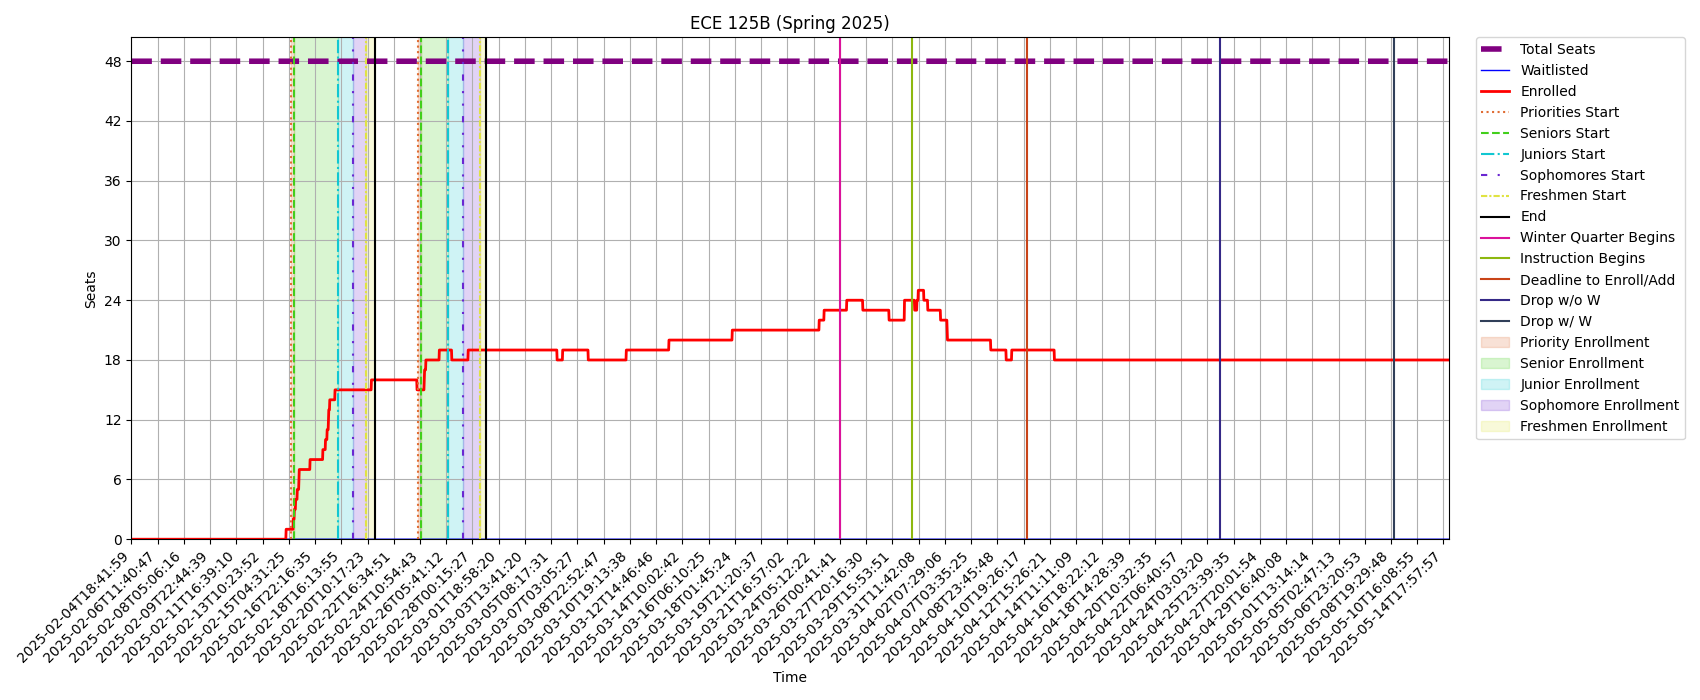 ECE 125B (Spring 2025)
Seats
48
42
36
30
24
18
12
6
0
2025-02-04T18:41:59
2025-02-06T11:40:47
2025-02-08T05:06:16
2025-02-09T22:44:39
2025-02-11T16:39:10
2025-02-13T10:23:52
2025-02-15T04:31:25
2025-02-16T22:16:35
2025-02-18T16:13:55
2025-02-20T10:17:23
2025-02-22T16:34:51
2025-02-24T10:54:43
2025-02-26T05:41:12
2025-02-28T00:15:27
2025-03-01T18:58:20
2025-03-03T13:41:20
2025-03-05T08:17:31
2025-03-07T03:05:27
2025-03-08T22:52:47
2025-03-10T19:13:38
2025-03-12T14:46:46
2025-03-14T10:02:42
2025-03-16T06:10:25
2025-03-18T01:45:24
2025-03-19T21:20:37
2025-03-21T16:57:02
2025-03-24T05:12:22
2025-03-26T00:41:41
2025-03-27T20:16:30
2025-03-29T15:53:51
2025-03-31T11:42:08
2025-04-02T07:29:06
2025-04-07T03:35:25
2025-04-08T23:45:48
2025-04-10T19:26:17
2025-04-12T15:26:21
2025-04-14T11:11:09
2025-04-16T18:22:12
2025-04-18T14:28:39
2025-04-20T10:32:35
2025-04-22T06:40:57
2025-04-24T03:03:20
2025-04-25T23:39:35
2025-04-27T20:01:54
2025-04-29T16:40:08
2025-05-01T13:14:14
2025-05-05T02:47:13
2025-05-06T23:20:53
2025-05-08T19:29:48
2025-05-10T16:08:55
2025-05-14T17:57:57
Time
Total Seats
Waitlisted
Enrolled
Priorities Start
Seniors Start
Juniors Start
Sophomores Start
Freshmen Start
End
Winter Quarter Begins
Instruction Begins
Deadline to Enroll/Add
Drop w/o W
Drop w/ W
Priority Enrollment
Senior Enrollment
Junior Enrollment
Sophomore Enrollment
Freshmen Enrollment